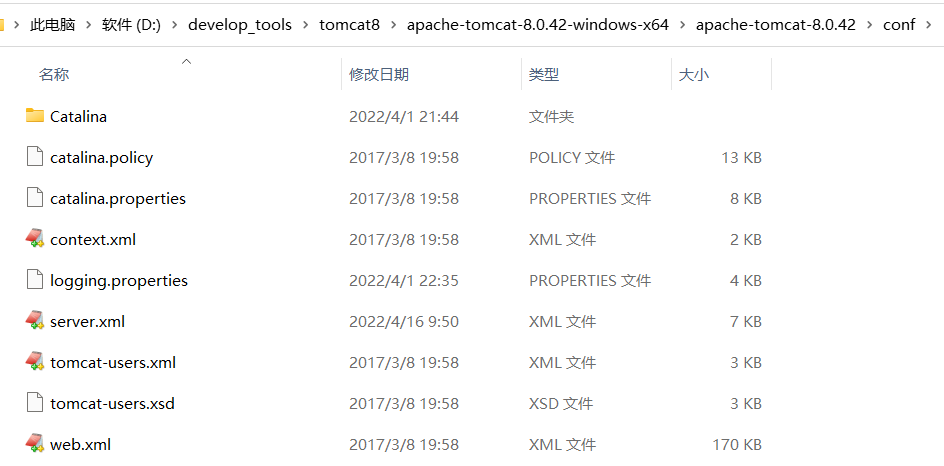 此电脑 > 软件 (D:) > develop_tools > tomcat8 > apache-tomcat-8.0.42-windows-x64 > apache-tomcat-8.0.42 > conf >
名称 修改日期 类型 大小
Catalina 2022/4/1 21:44 文件夹
catalina.policy 2017/3/8 19:58 POLICY 文件 13 KB
catalina.properties 2017/3/8 19:58 PROPERTIES 文件 8 KB
context.xml 2017/3/8 19:58 XML 文件 2 KB
logging.properties 2022/4/1 22:35 PROPERTIES 文件 4 KB
server.xml 2022/4/16 9:50 XML 文件 7 KB
tomcat-users.xml 2017/3/8 19:58 XML 文件 3 KB
tomcat-users.xsd 2017/3/8 19:58 XSD 文件 3 KB
web.xml 2017/3/8 19:58 XML 文件 170 KB